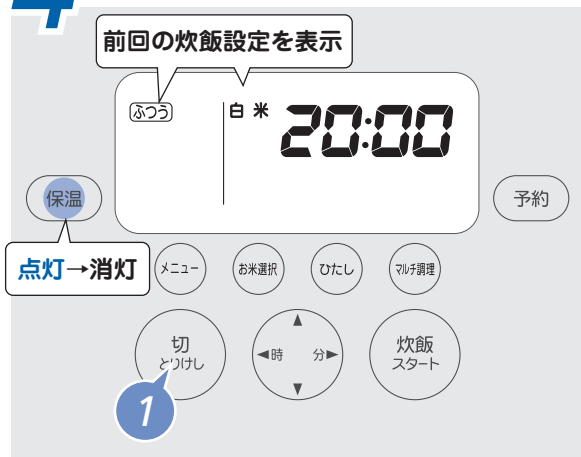 4
前回の炊飯設定を表示
ふつう
白米
20:00
保温
予約
点灯→消灯
メニュー
お米選択
ひたし
マルチ調理
切
とりけし
◀時 分▶
▲
▼
炊飯
スタート
1